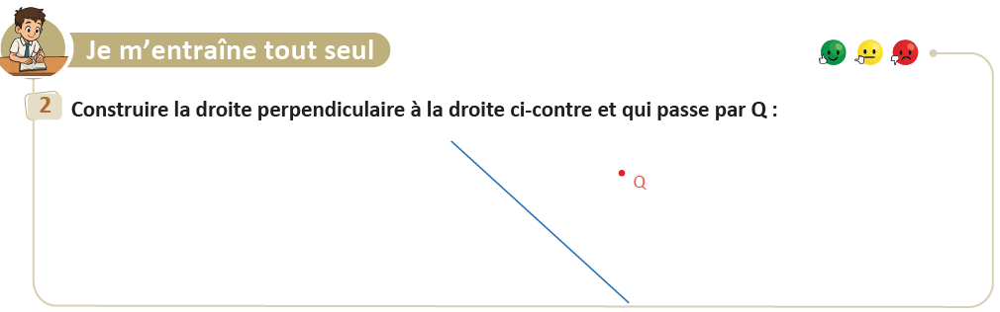 Je m’entraîne tout seul
2 Construire la droite perpendiculaire à la droite ci-contre et qui passe par Q :
Q